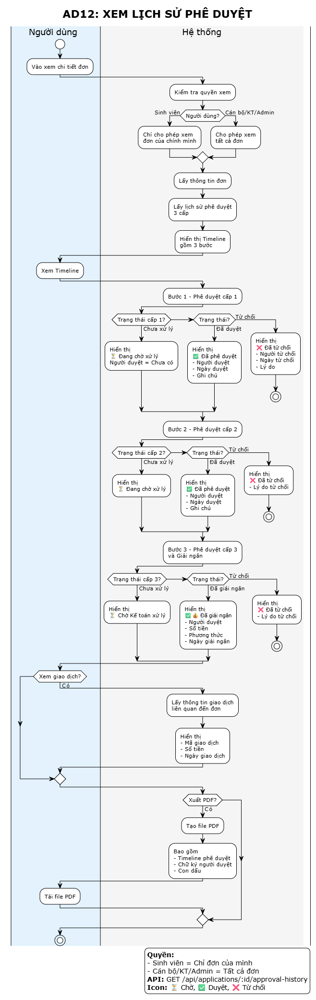 AD12: XEM LỊCH SỬ PHÊ DUYỆT
Người dùng
Hệ thống
Vào xem chi tiết đơn
Kiểm tra quyền xem
Sinh viên
Người dùng?
Cán bộ/KT/Admin
Chỉ cho phép xem
đơn của chính mình
Cho phép xem
tất cả đơn
Lấy thông tin đơn
Lấy lịch sử phê duyệt
3 cấp
Hiển thị Timeline
gồm 3 bước
Xem Timeline
Bước 1 - Phê duyệt cấp 1
Trạng thái cấp 1?
Trạng thái?
Từ chối
Chưa xử lý
Đã duyệt
Hiển thị
⏳ Đang chờ xử lý
Người duyệt = Chưa có
Hiển thị
✅ Đã phê duyệt
- Người duyệt
- Ngày duyệt
- Ghi chú
Hiển thị
❌ Đã từ chối
- Người từ chối
- Ngày từ chối
- Lý do
Bước 2 - Phê duyệt cấp 2
Trạng thái cấp 2?
Trạng thái?
Từ chối
Chưa xử lý
Đã duyệt
Hiển thị
⏳ Đang chờ xử lý
Hiển thị
✅ Đã phê duyệt
- Người duyệt
- Ngày duyệt
- Ghi chú
Hiển thị
❌ Đã từ chối
- Lý do từ chối
Bước 3 - Phê duyệt cấp 3
và Giải ngân
Trạng thái cấp 3?
Trạng thái?
Từ chối
Chưa xử lý
Đã giải ngân
Hiển thị
⏳ Chờ Kế toán xử lý
Hiển thị
✅💰 Đã giải ngân
- Người duyệt
- Số tiền
- Phương thức
- Ngày giải ngân
Hiển thị
❌ Đã từ chối
- Lý do từ chối
Xem giao dịch?
Có
Lấy thông tin giao dịch
liên quan đến đơn
Hiển thị
- Mã giao dịch
- Số tiền
- Ngày giao dịch
Xuất PDF?
Có
Tạo file PDF
Bao gồm
- Timeline phê duyệt
- Chữ ký người duyệt
- Con dấu
Tải file PDF
Quyền:
- Sinh viên = Chỉ đơn của mình
- Cán bộ/KT/Admin = Tất cả đơn
API: GET /api/applications/:id/approval-history
Icon: ⏳ Chờ, ✅ Duyệt, ❌ Từ chối